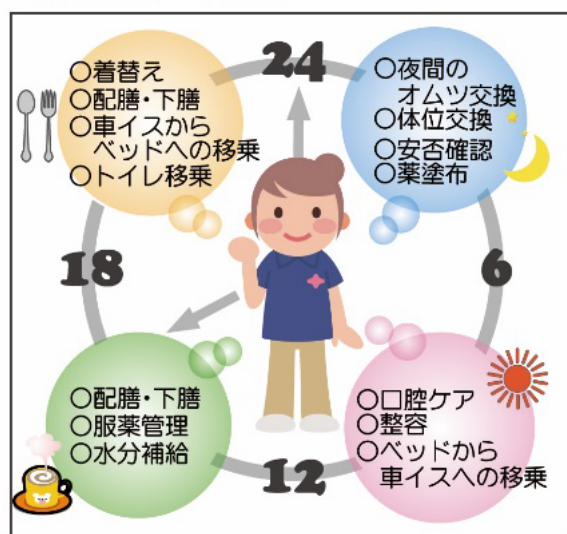 24
○着替え
○配膳・下膳
○車イスから
ベッドへの移乗
○トイレ移乗
○夜間の
オムツ交換
○体位交換
○安否確認
○薬塗布
18
6
○配膳・下膳
○服薬管理
○水分補給
○口腔ケア
○整容
○ベッドから
車イスへの移乗
12